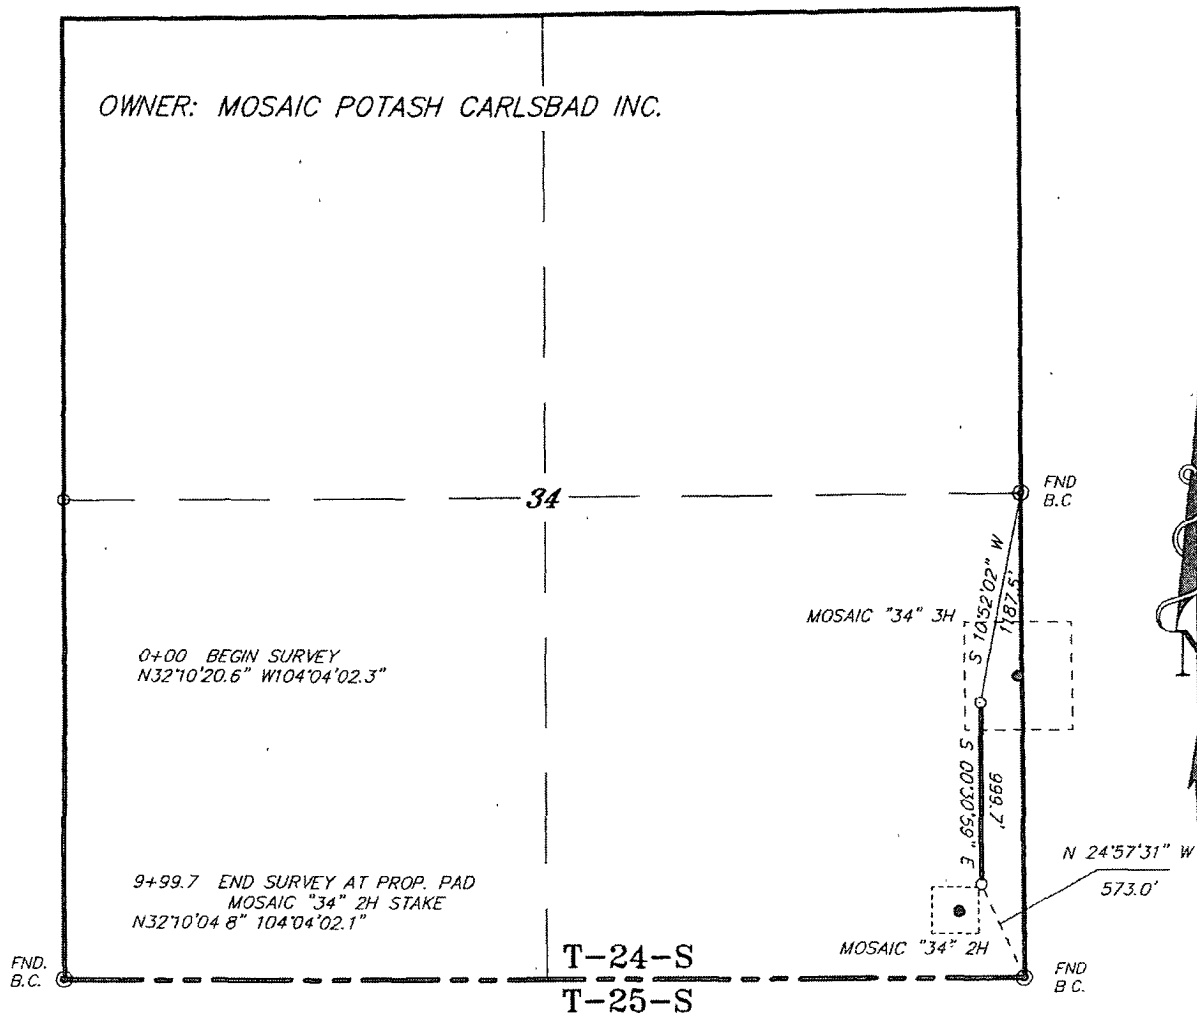 OWNER: MOSAIC POTASH CARLSBAD INC.
34
FND
B.C
S 10°52'02" W
1187.5'
MOSAIC "34" 3H
0+00 BEGIN SURVEY
N32°10'20.6" W104°04'02.3"
S 00°30'59" E
999.7'
N 24°57'31" W
573.0'
9+99.7 END SURVEY AT PROP. PAD
MOSAIC "34" 2H STAKE
N32°10'04 8" 104°04'02.1"
MOSAIC "34" 2H
FND.
B.C.
T-24-S
T-25-S
FND
B C.